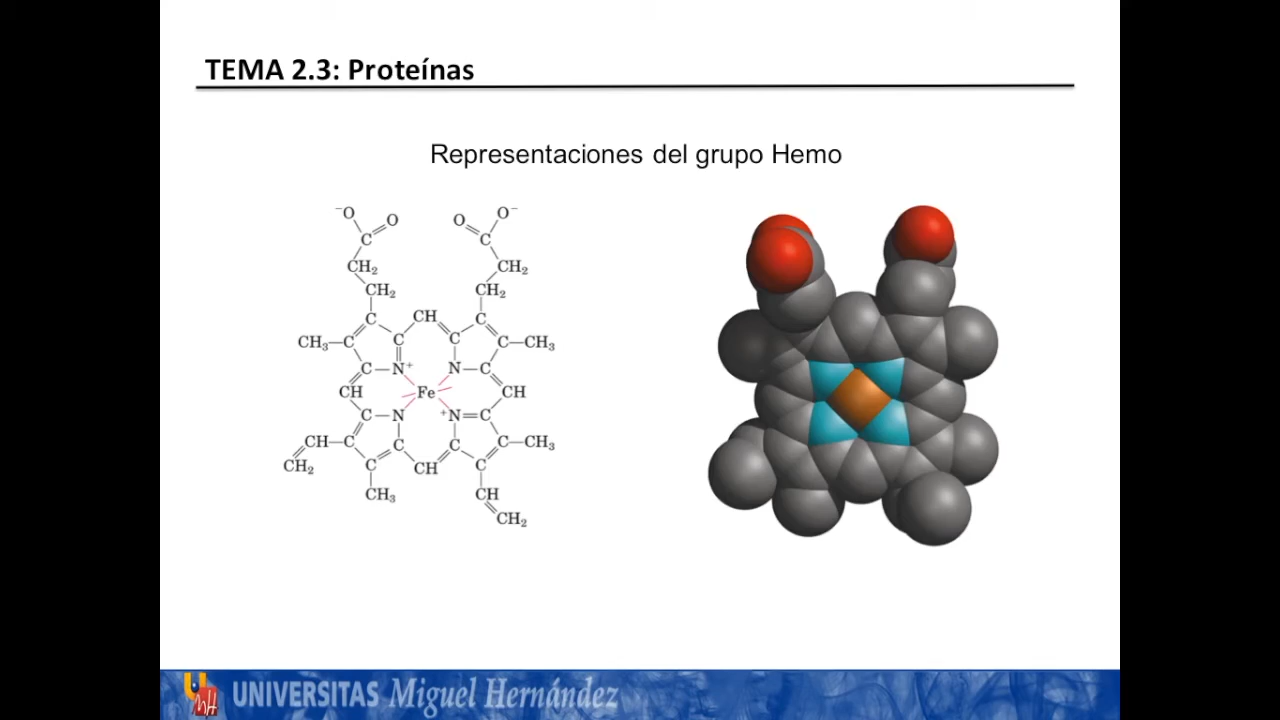 TEMA 2.3: Proteínas
Representaciones del grupo Hemo
⁻O O O O⁻
C C
CH₂ CH₂
CH₂ CH₂
C CH C
CH₃ C C C C CH₃
C N⁺ N C
CH Fe CH
C N ⁺N C
CH C C C C CH₃
CH₂ C CH C
CH₃ CH
CH₂
UNIVERSITAS Miguel Hernández